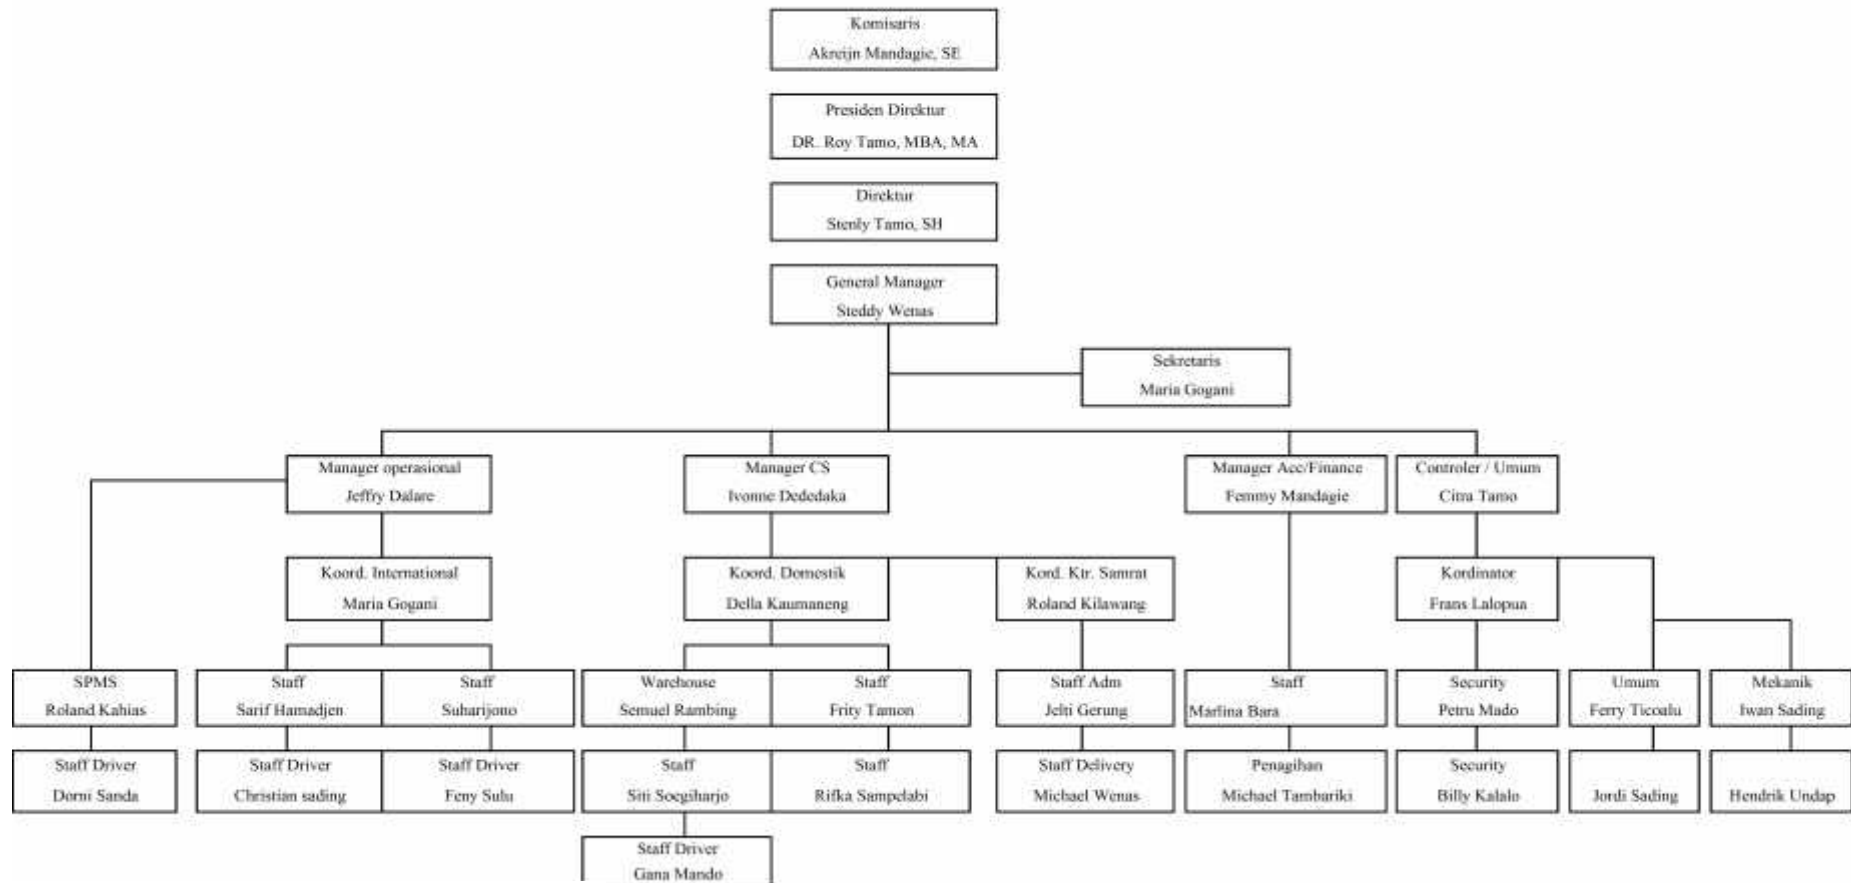 Komisaris
Akreijn Mandagie, SE
Presiden Direktur
DR. Roy Tamo, MBA, MA
Direktur
Stenly Tamo, SH
General Manager
Steddy Wenas
Sekretaris
Maria Gogani
Manager operasional
Jeffry Dalare
Manager CS
Ivonne Dededaka
Manager Acc/Finance
Femmy Mandagie
Controler / Umum
Citra Tamo
Koord. International
Maria Gogani
Koord. Domestik
Della Kaumaneng
Kord. Ktr. Samrat
Roland Kilawang
Kordinator
Frans Lalopua
SPMS
Roland Kahias
Staff
Sarif Hamadjen
Staff
Suharijono
Warehouse
Semuel Rambing
Staff
Frity Tamon
Staff Adm
Jelti Gerung
Staff
Marlina Bara
Security
Petru Mado
Umum
Ferry Ticoalu
Mekanik
Iwan Sading
Staff Driver
Dorni Sanda
Staff Driver
Christian sading
Staff Driver
Feny Sulu
Staff
Siti Soegiharjo
Staff
Rifka Sampelabi
Staff Delivery
Michael Wenas
Penagihan
Michael Tambariki
Security
Billy Kalalo
Jordi Sading
Hendrik Undap
Staff Driver
Gana Mando